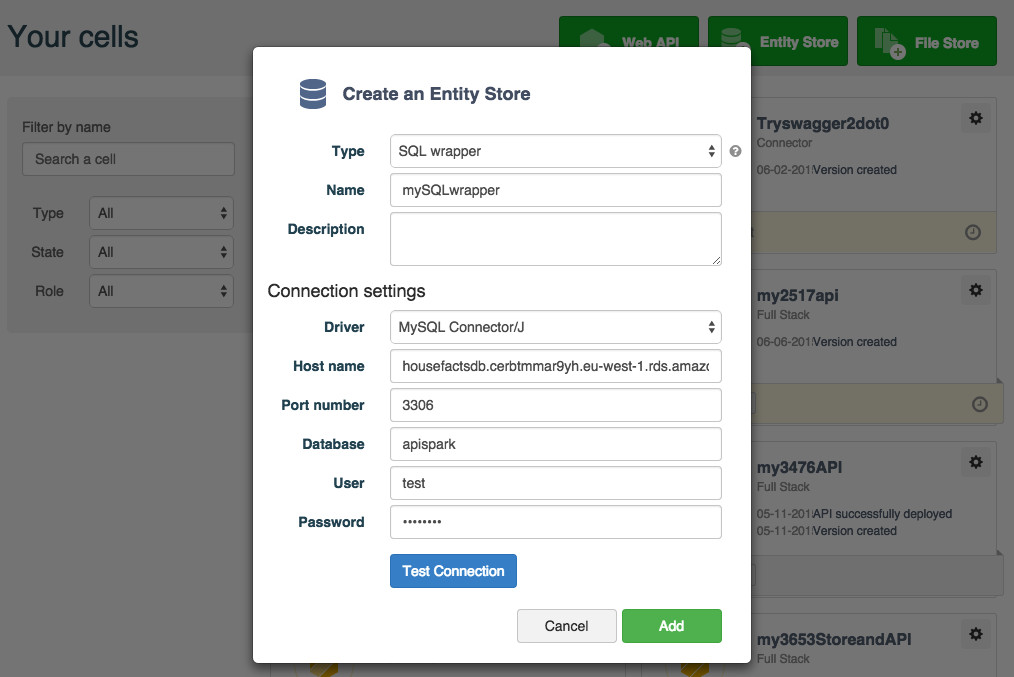 Your cells
Web API
Entity Store
File Store
Filter by name
Search a cell
Type All
State All
Role All
Create an Entity Store
Type SQL wrapper
Name mySQLwrapper
Description
Connection settings
Driver MySQL Connector/J
Host name housefactsdb.cerbtmmar9yh.eu-west-1.rds.amazo
Port number 3306
Database apispark
User test
Password ••••••••
Test Connection
Cancel Add
Tryswagger2dot0
Connector
06-02-201 Version created
my2517api
Full Stack
06-06-201 Version created
my3476API
Full Stack
05-11-201 API successfully deployed
05-11-201 Version created
my3653StoreandAPI
Full Stack